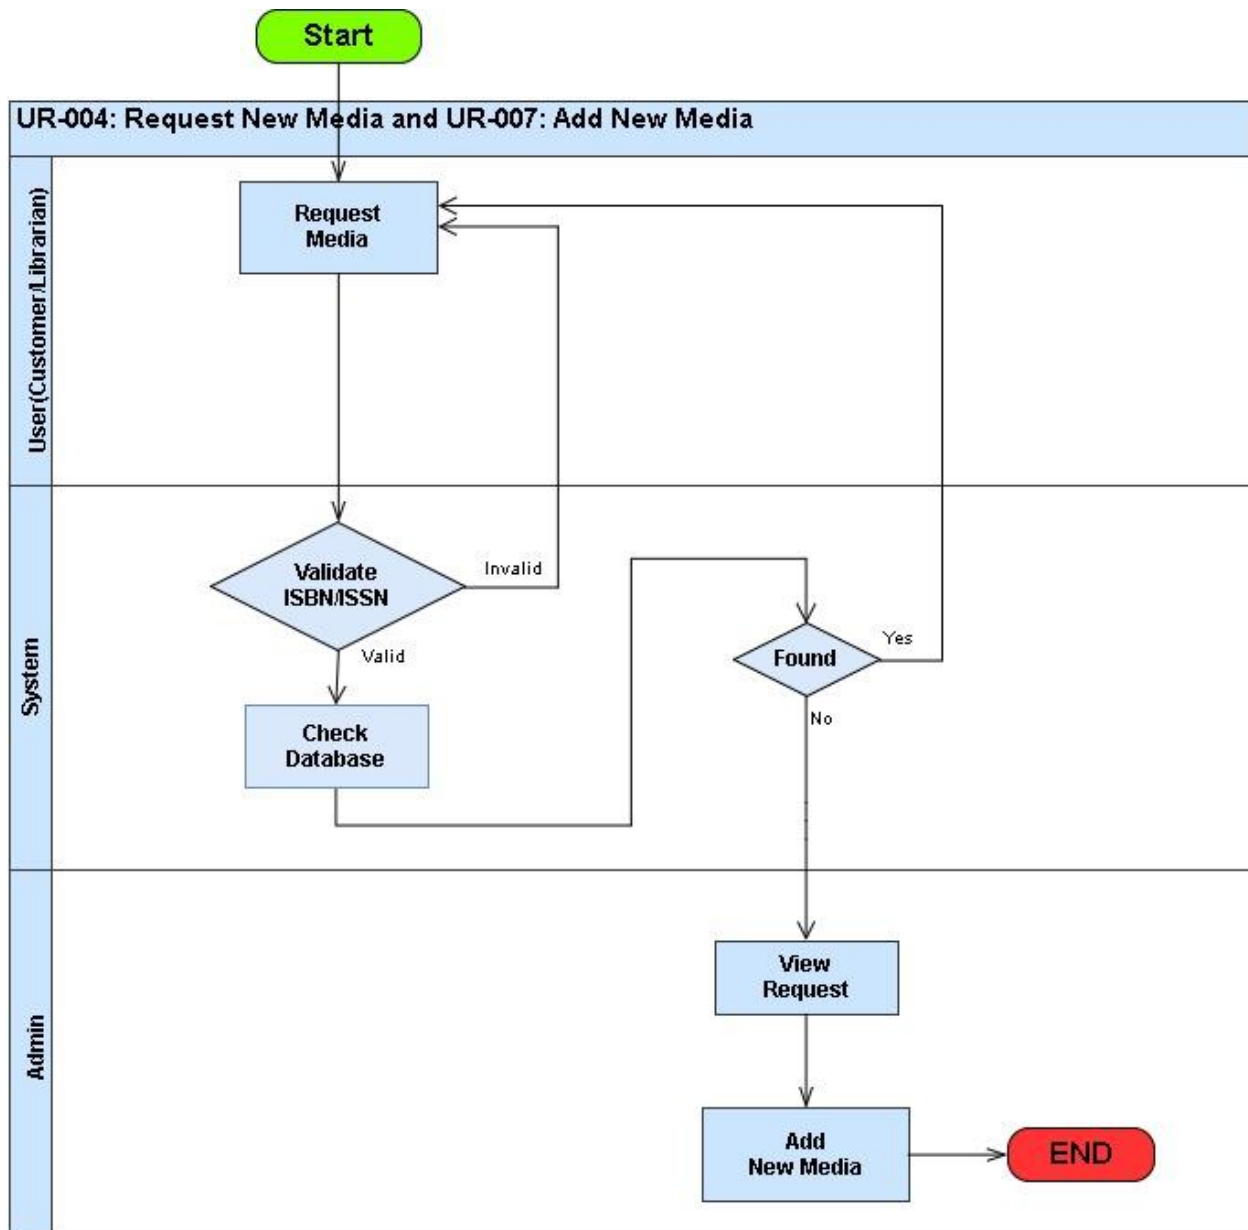 Start
UR-004: Request New Media and UR-007: Add New Media
User(Customer/Librarian)
Request
Media
System
Validate
ISBN/ISSN
Invalid
Valid
Check
Database
Found
Yes
No
Admin
View
Request
Add
New Media
END